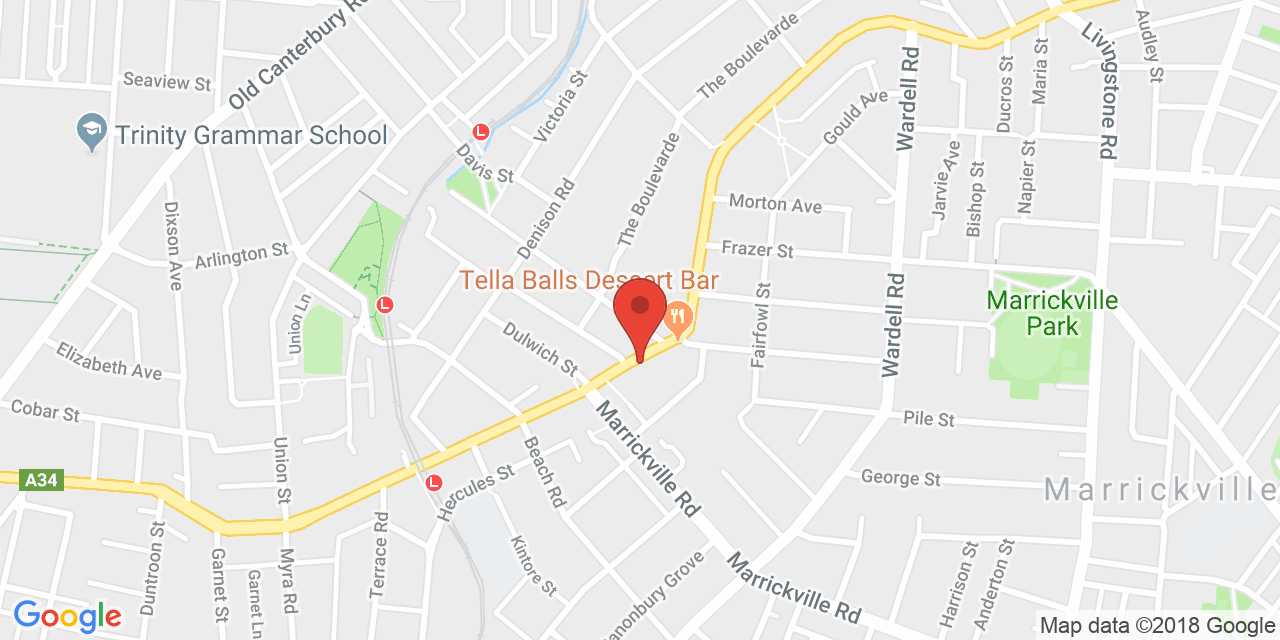 Old Canterbury Rd
Seaview St
Trinity Grammar School
Victoria St
Davis St
The Boulevarde
Gould Ave
Wardell Rd
Ducros St
Maria St
Livingstone Rd
Audley St
Napier St
Bishop St
Jarvie Ave
Morton Ave
The Boulevarde
Denison Rd
Dixson Ave
Arlington St
Frazer St
Tella Balls Dessert Bar
Marrickville
Park
Union Ln
Dulwich St
Fairfowl St
Wardell Rd
Elizabeth Ave
Cobar St
Marrickville Rd
Pile St
Union St
Beach Rd
A34
Hercules St
George St
Marrickville
Terrace Rd
Duntroon St
Garnet St
Garnet Ln
Myra Rd
Kintore St
Marrickville Rd
Harrison St
Anderton St
Google
Map data ©2018 Google